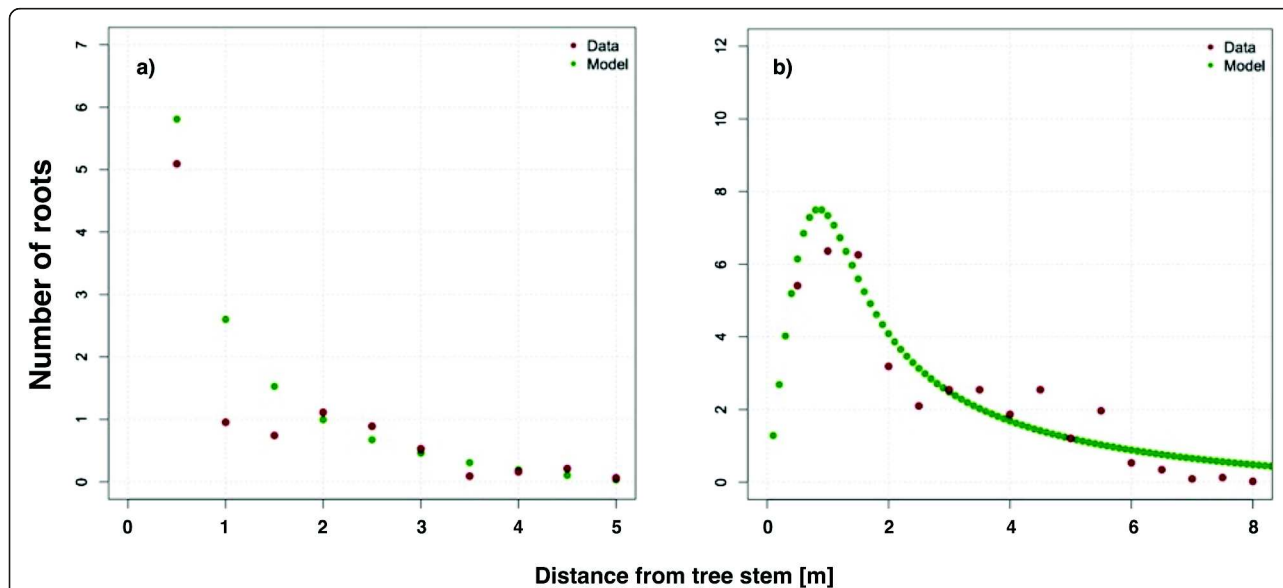 a)
Data
Model
7
6
5
4
3
2
1
0
0 1 2 3 4 5
b)
Data
Model
12
10
8
6
4
2
0
0 2 4 6 8
Number of roots
Distance from tree stem [m]